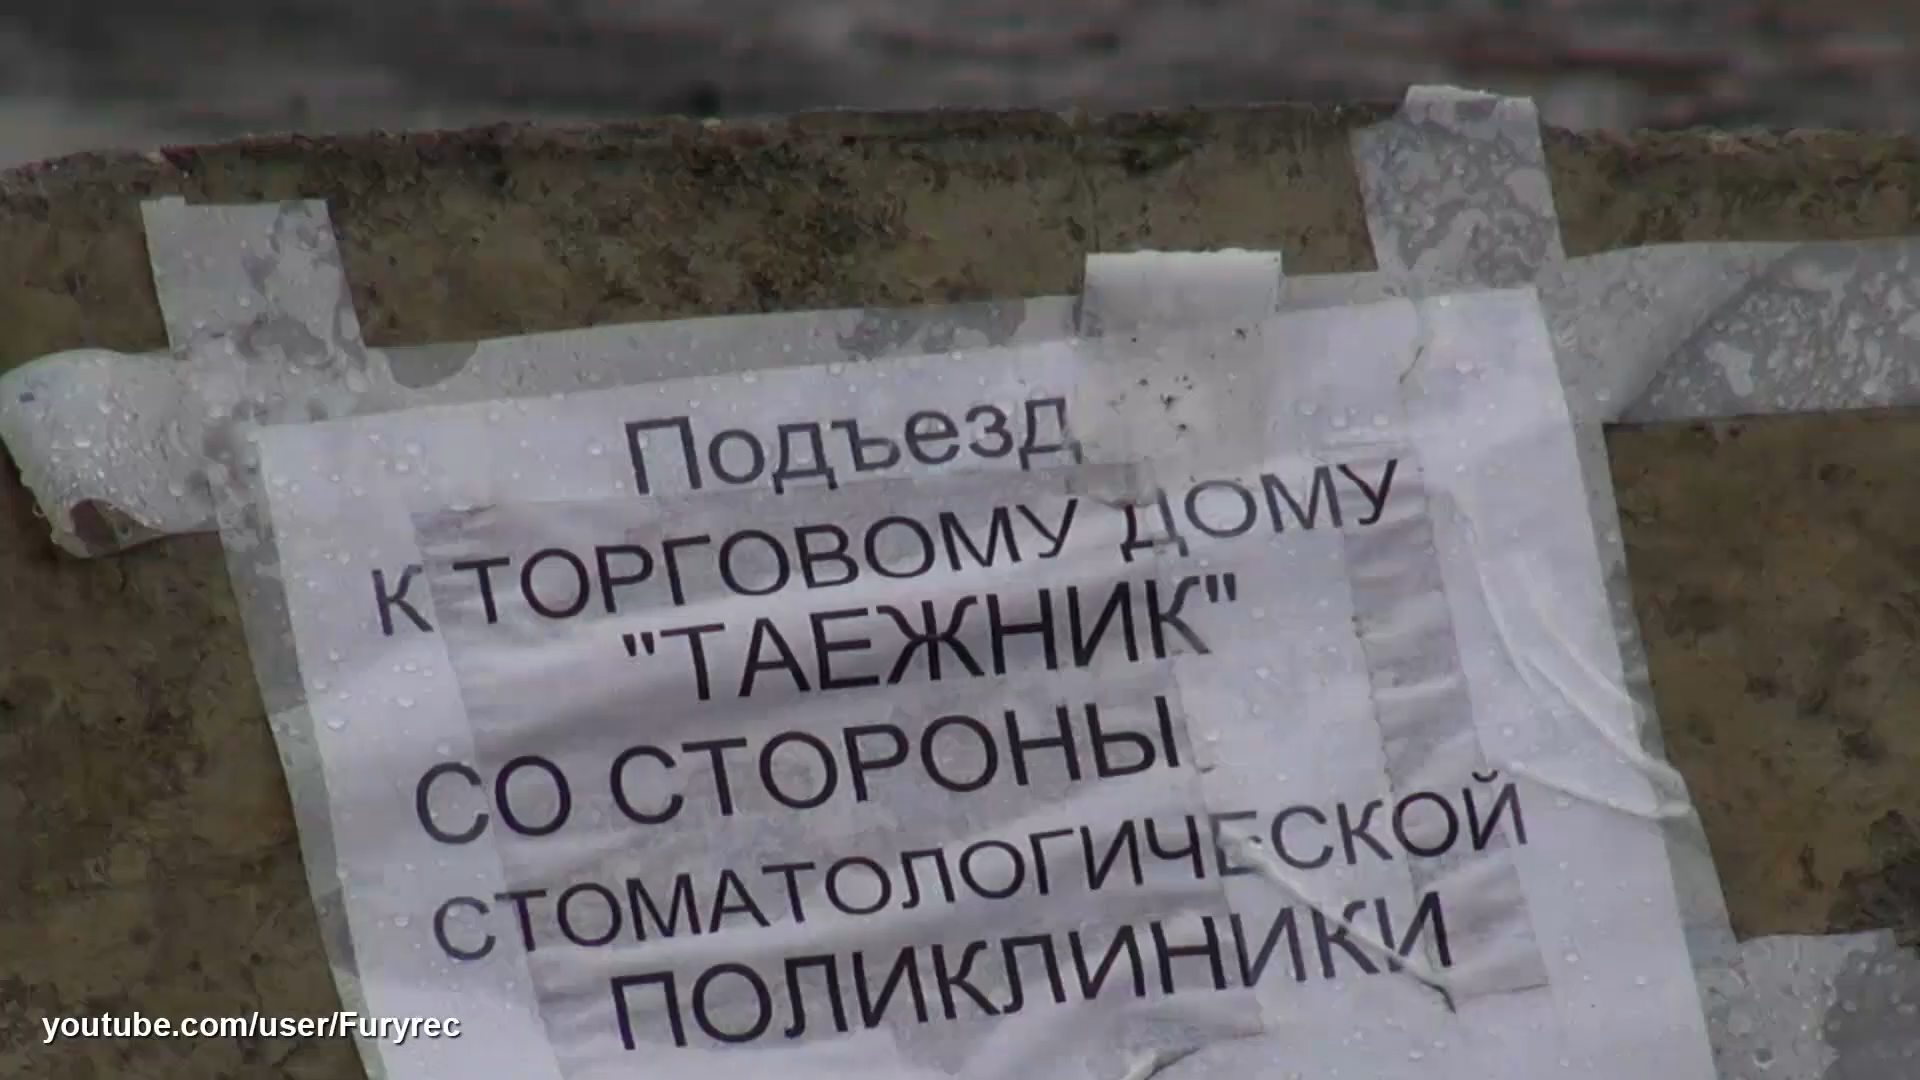 Подъезд
К ТОРГОВОМУ ДОМУ
"ТАЕЖНИК"
СО СТОРОНЫ
СТОМАТОЛОГИЧЕСКОЙ
ПОЛИКЛИНИКИ
youtube.com/user/Furyrec